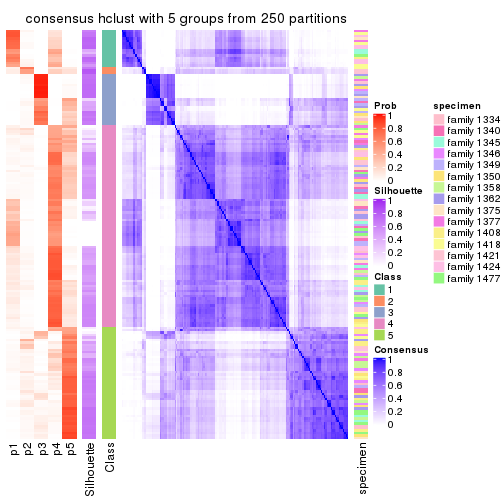 consensus hclust with 5 groups from 250 partitions
Prob
1
0.8
0.6
0.4
0.2
0
Silhouette
1
0.8
0.6
0.4
0.2
0
Class
1
2
3
4
5
Consensus
1
0.8
0.6
0.4
0.2
0
specimen
family 1334
family 1340
family 1345
family 1346
family 1349
family 1350
family 1358
family 1362
family 1375
family 1377
family 1408
family 1418
family 1421
family 1424
family 1477
p1
p2
p3
p4
p5
Silhouette
Class
specimen